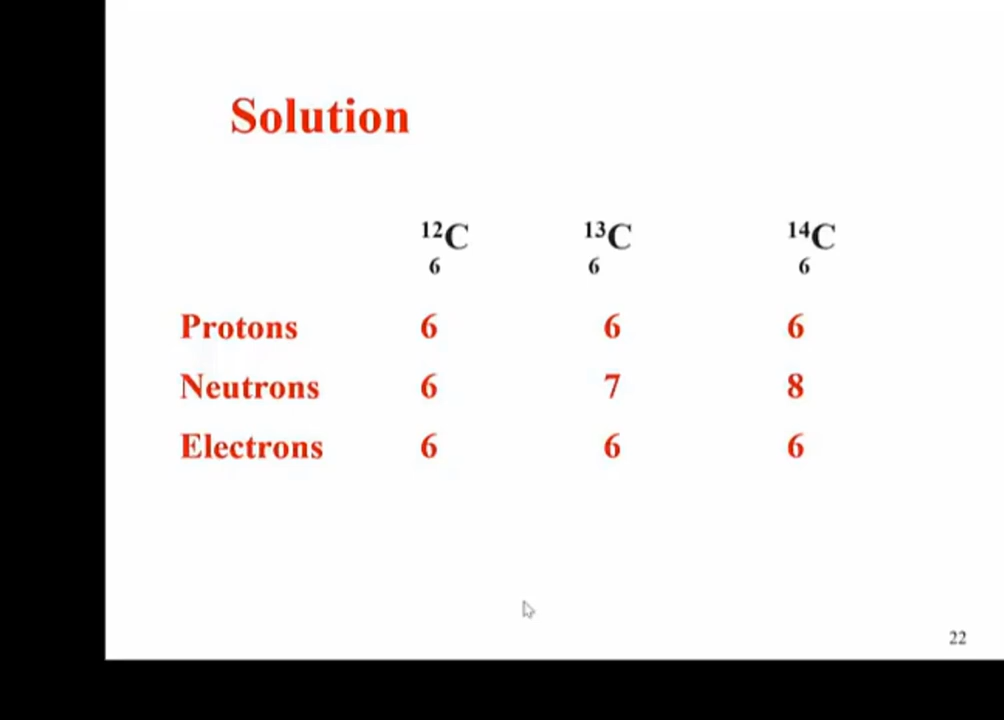 Solution
¹²C ¹³C ¹⁴C
6 6 6
Protons 6 6 6
Neutrons 6 7 8
Electrons 6 6 6
22